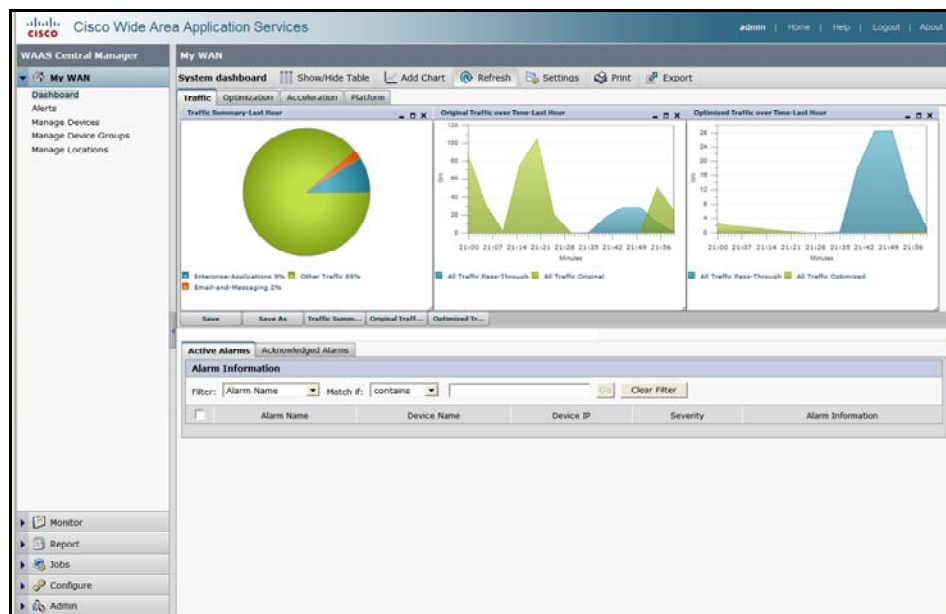 CISCO Cisco Wide Area Application Services
admin | Home | Help | Logout | About
WAAS Central Manager
My WAN
My WAN
Dashboard
Alerts
Manage Devices
Manage Device Groups
Manage Locations
System dashboard Show/Hide Table Add Chart Refresh Settings Print Export
Traffic Optimization Acceleration Platform
Traffic Summary-Last Hour
Enterprise-Applications 9% Other Traffic 89%
Email-and-Messaging 2%
Original Traffic over Time-Last Hour
120
100
80
60
40
20
0
21:00 21:07 21:14 21:21 21:28 21:35 21:42 21:49 21:56
Minutes
All Traffic Pass-Through All Traffic Original
Optimized Traffic over Time-Last Hour
28
24
20
16
12
8
4
0
21:00 21:07 21:14 21:21 21:28 21:35 21:42 21:49 21:56
Minutes
All Traffic Pass-Through All Traffic Optimized
Save Save As Traffic Summ... Original Traff... Optimized Tr...
Active Alarms Acknowledged Alarms
Alarm Information
Filter: Alarm Name Match if: contains Go Clear Filter
Alarm Name Device Name Device IP Severity Alarm Information
Monitor
Report
Jobs
Configure
Admin